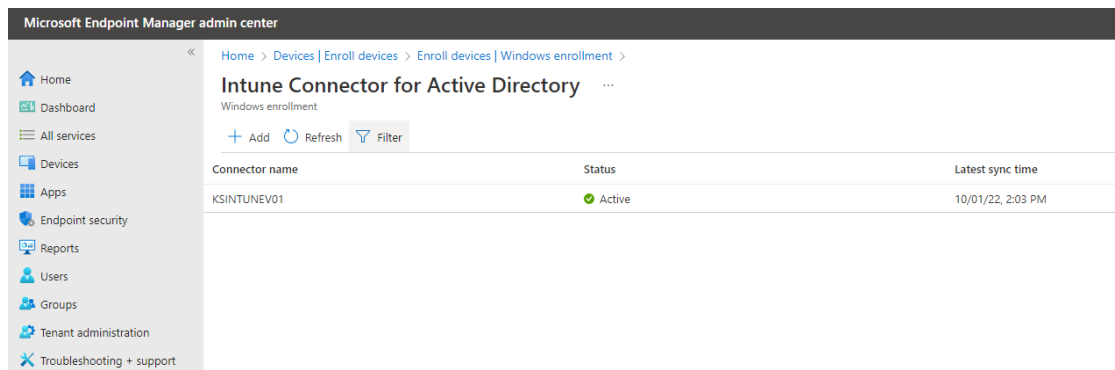 Microsoft Endpoint Manager admin center
«
Home > Devices | Enroll devices > Enroll devices | Windows enrollment >
Intune Connector for Active Directory ...
Windows enrollment
+ Add Refresh Filter
Connector name Status Latest sync time
KSINTUNEV01 Active 10/01/22, 2:03 PM
Home
Dashboard
All services
Devices
Apps
Endpoint security
Reports
Users
Groups
Tenant administration
Troubleshooting + support